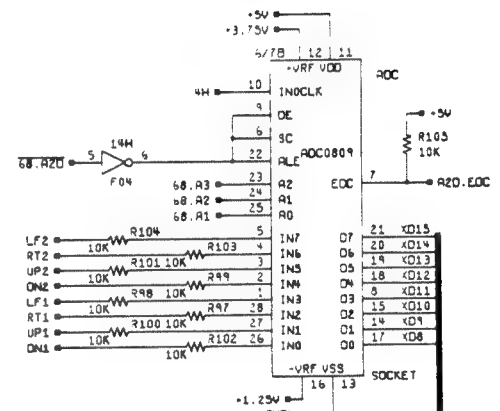 +5V
+3.75V
6/7B 12 11
+VRF VDD
ADC
4H 10 INOCLK
9 OE
6 SC
14H
68.A2D 5 6 22 ALE
F04
ADC0809
+5V
R105
10K
7 EOC A2D.EOC
68.A3 23 A2
68.A2 24 A1
68.A1 25 A0
LF2 10K R104 5 IN7 D7 21 XD15
RT2 10K R103 4 IN6 D6 20 XD14
UP2 10K R101 3 IN5 D5 19 XD13
DN2 10K R99 2 IN4 D4 18 XD12
LF1 10K R98 1 IN3 D3 8 XD11
RT1 10K R97 28 IN2 D2 15 XD10
UP1 10K R100 27 IN1 D1 14 XD9
DN1 10K R102 26 IN0 D0 17 XD8
-VRF VSS
SOCKET
16 13
+1.25V